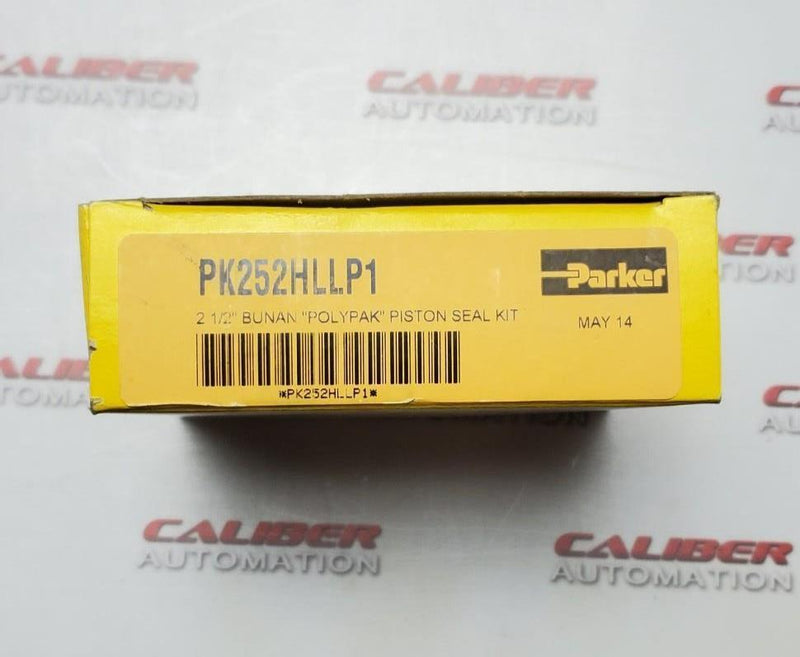 CALIBER
AUTOMATION
CALIBER
AUTOMATION
PK252HLLP1
Parker
2 1/2" BUNAN "POLYPAK" PISTON SEAL KIT
MAY 14
*PK252HLLP1*
CALIBER
AUTOMATION
CALIBER
AUTOMATION